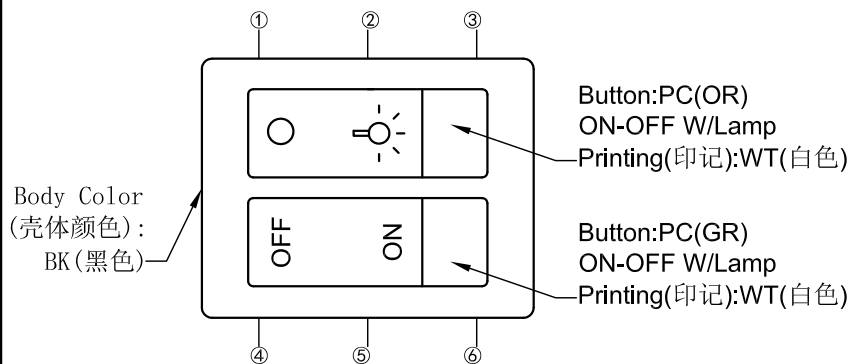 ① ② ③
Button:PC(OR)
ON-OFF W/Lamp
Printing(印记):WT(白色)
Body Color
(壳体颜色):
BK(黑色)
OFF ON
Button:PC(GR)
ON-OFF W/Lamp
Printing(印记):WT(白色)
④ ⑤ ⑥